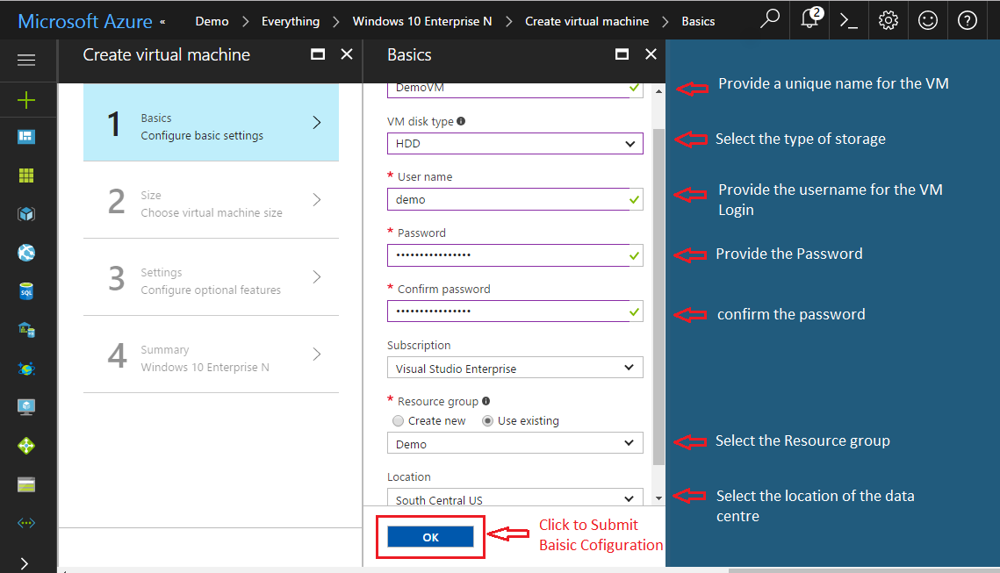 Microsoft Azure « Demo > Everything > Windows 10 Enterprise N > Create virtual machine > Basics 2
Create virtual machine
Basics
1 Basics
Configure basic settings
2 Size
Choose virtual machine size
3 Settings
Configure optional features
4 Summary
Windows 10 Enterprise N
DemoVM
VM disk type
HDD
* User name
demo
* Password
••••••••••••••••
* Confirm password
••••••••••••••••
Subscription
Visual Studio Enterprise
* Resource group
Create new Use existing
Demo
Location
South Central US
OK
Click to Submit
Baisic Cofiguration
Provide a unique name for the VM
Select the type of storage
Provide the username for the VM
Login
Provide the Password
confirm the password
Select the Resource group
Select the location of the data
centre
SQL